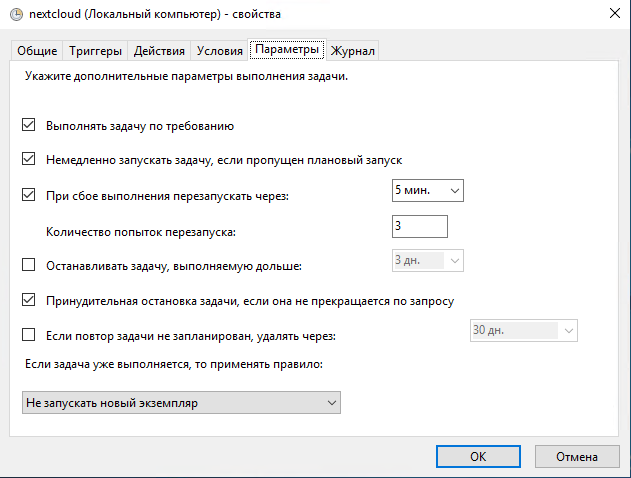 nextcloud (Локальный компьютер) - свойства
Общие Триггеры Действия Условия Параметры Журнал
Укажите дополнительные параметры выполнения задачи.
Выполнять задачу по требованию
Немедленно запускать задачу, если пропущен плановый запуск
При сбое выполнения перезапускать через: 5 мин.
Количество попыток перезапуска: 3
Останавливать задачу, выполняемую дольше: 3 дн.
Принудительная остановка задачи, если она не прекращается по запросу
Если повтор задачи не запланирован, удалять через: 30 дн.
Если задача уже выполняется, то применять правило:
Не запускать новый экземпляр
ОК Отмена